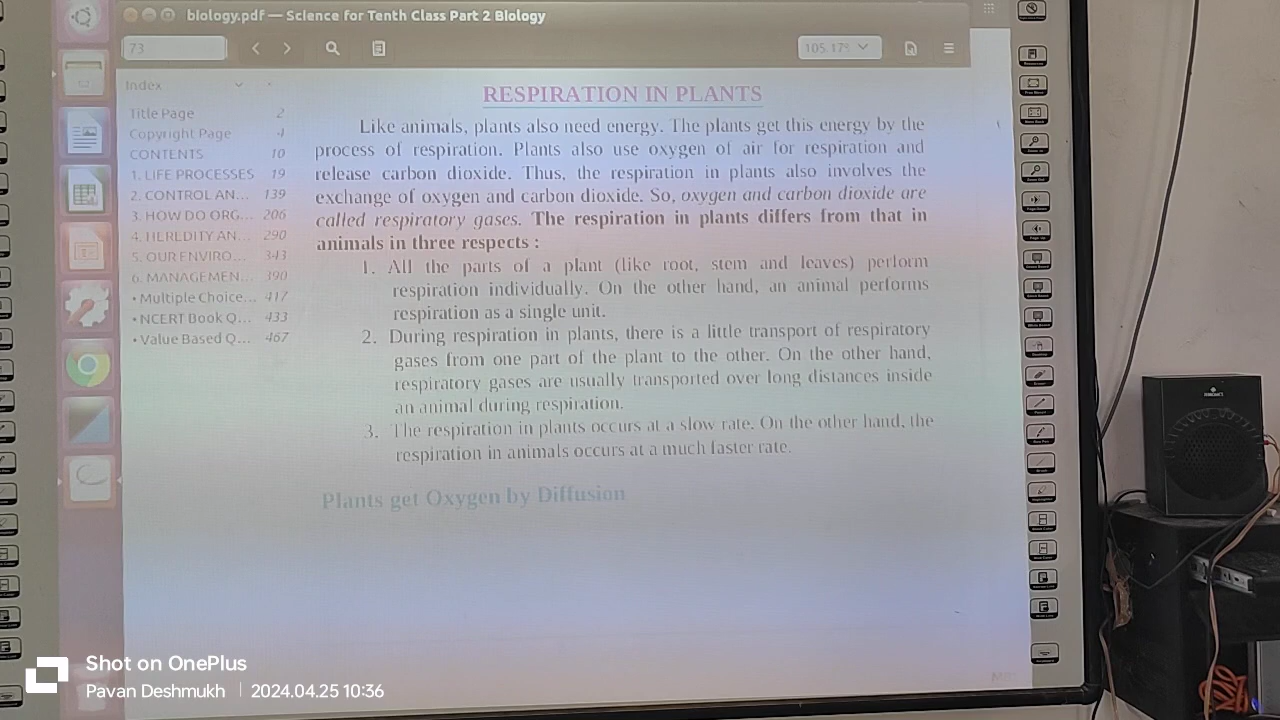 biology.pdf — Science for Tenth Class Part 2 Biology
73
105.17%
Index
Title Page 2
Copyright Page 4
CONTENTS 10
1. LIFE PROCESSES 19
2. CONTROL AN... 139
3. HOW DO ORG... 206
4. HEREDITY AN... 290
5. OUR ENVIRO... 343
6. MANAGEMEN... 390
• Multiple Choice... 417
• NCERT Book Q... 433
• Value Based Q... 467
RESPIRATION IN PLANTS
Like animals, plants also need energy. The plants get this energy by the
process of respiration. Plants also use oxygen of air for respiration and
release carbon dioxide. Thus, the respiration in plants also involves the
exchange of oxygen and carbon dioxide. So, oxygen and carbon dioxide are
called respiratory gases. The respiration in plants differs from that in
animals in three respects :
1. All the parts of a plant (like root, stem and leaves) perform
respiration individually. On the other hand, an animal performs
respiration as a single unit.
2. During respiration in plants, there is a little transport of respiratory
gases from one part of the plant to the other. On the other hand,
respiratory gases are usually transported over long distances inside
an animal during respiration.
3. The respiration in plants occurs at a slow rate. On the other hand, the
respiration in animals occurs at a much faster rate.
Plants get Oxygen by Diffusion
Shot on OnePlus
Pavan Deshmukh | 2024.04.25 10:36